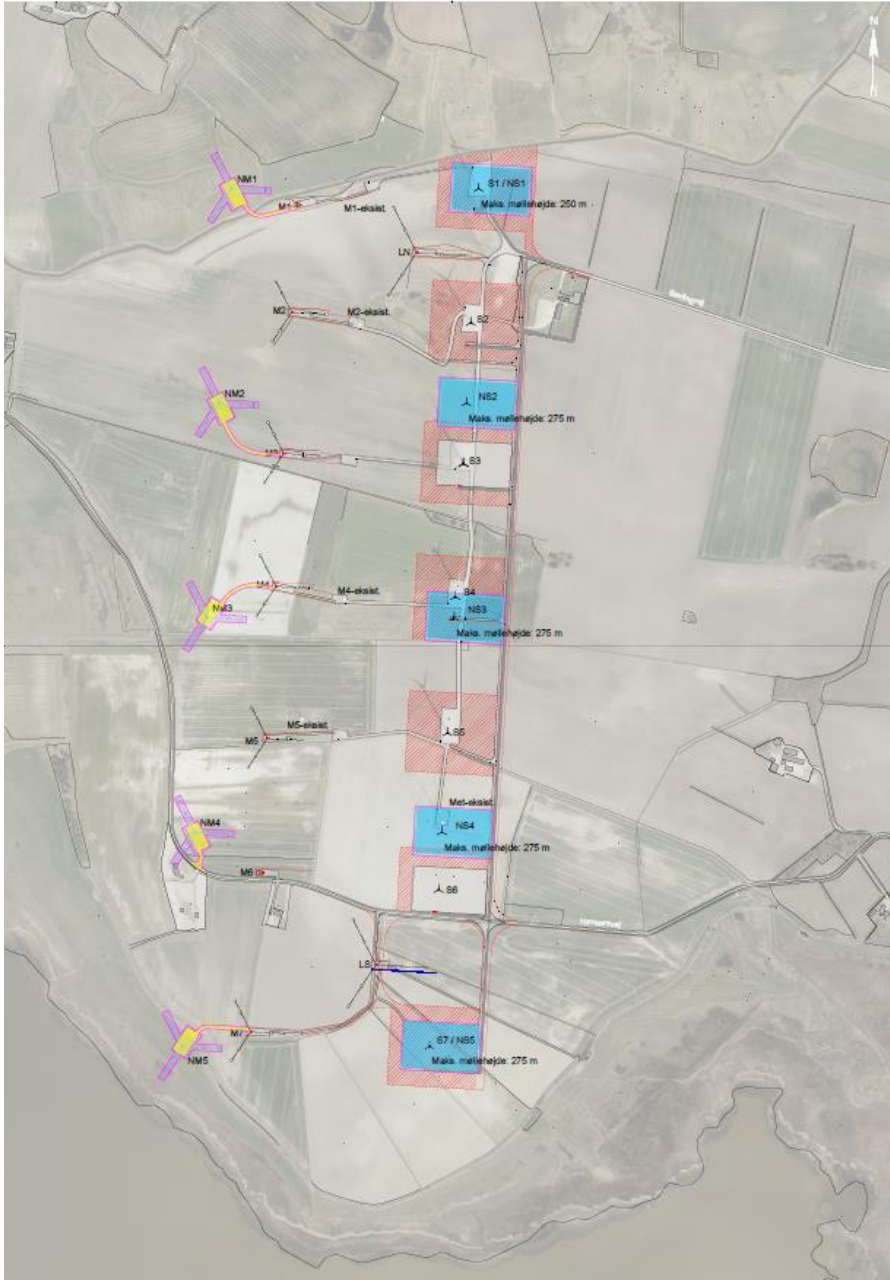 N
NM1
S1 / NS1
M1
M1-eksist.
Maks. møllehøjde: 250 m
LN
M2
M2-eksist.
S2
NM2
NS2
Maks. møllehøjde: 275 m
S3
M4-eksist.
S4
NM3
NS3
Maks. møllehøjde: 275 m
M5-eksist.
M5
S5
Met-eksist.
NM4
NS4
Maks. møllehøjde: 275 m
M6
S6
LS
M7
S7 / NS5
NM5
Maks. møllehøjde: 275 m